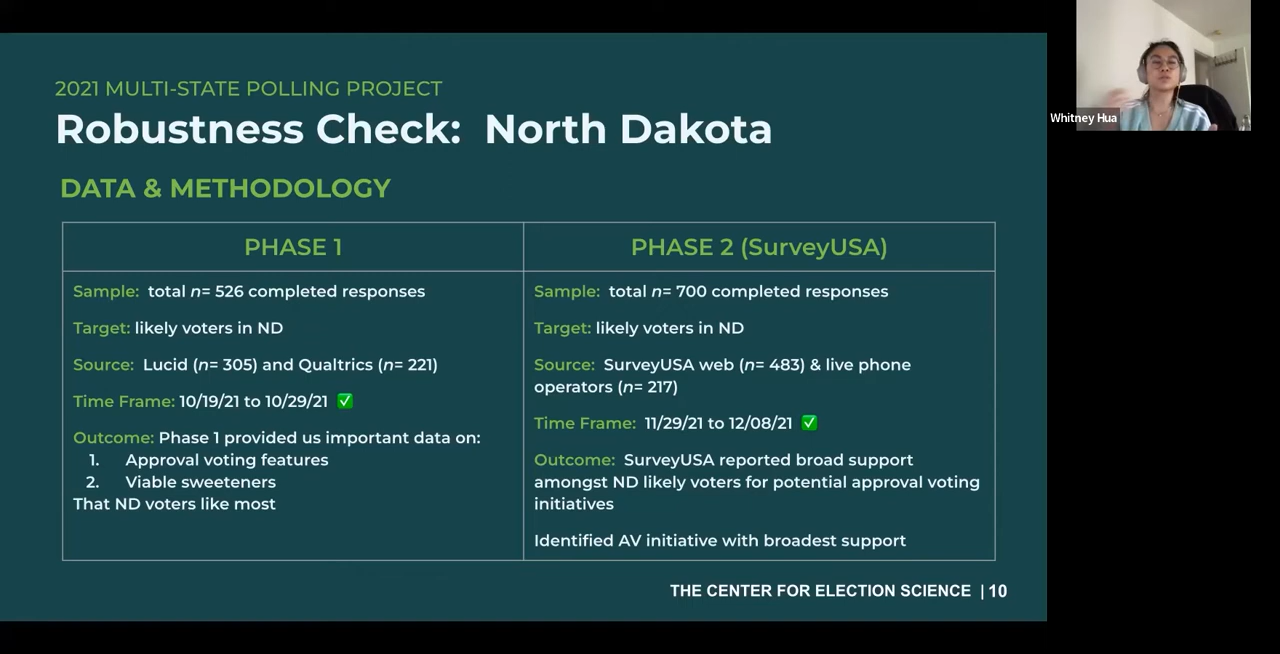 2021 MULTI-STATE POLLING PROJECT
Robustness Check: North Dakota
DATA & METHODOLOGY
PHASE 1
Sample: total n= 526 completed responses
Target: likely voters in ND
Source: Lucid (n= 305) and Qualtrics (n= 221)
Time Frame: 10/19/21 to 10/29/21 ✅
Outcome: Phase 1 provided us important data on:
1. Approval voting features
2. Viable sweeteners
That ND voters like most
PHASE 2 (SurveyUSA)
Sample: total n= 700 completed responses
Target: likely voters in ND
Source: SurveyUSA web (n= 483) & live phone
operators (n= 217)
Time Frame: 11/29/21 to 12/08/21 ✅
Outcome: SurveyUSA reported broad support
amongst ND likely voters for potential approval voting
initiatives
Identified AV initiative with broadest support
THE CENTER FOR ELECTION SCIENCE | 10
Whitney Hua